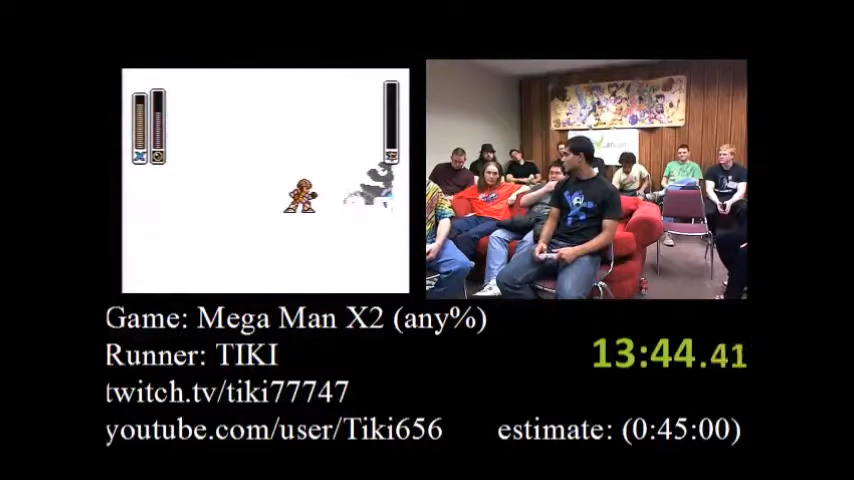 Game: Mega Man X2 (any%)
Runner: TIKI
13:44.41
twitch.tv/tiki77747
youtube.com/user/Tiki656
estimate: (0:45:00)